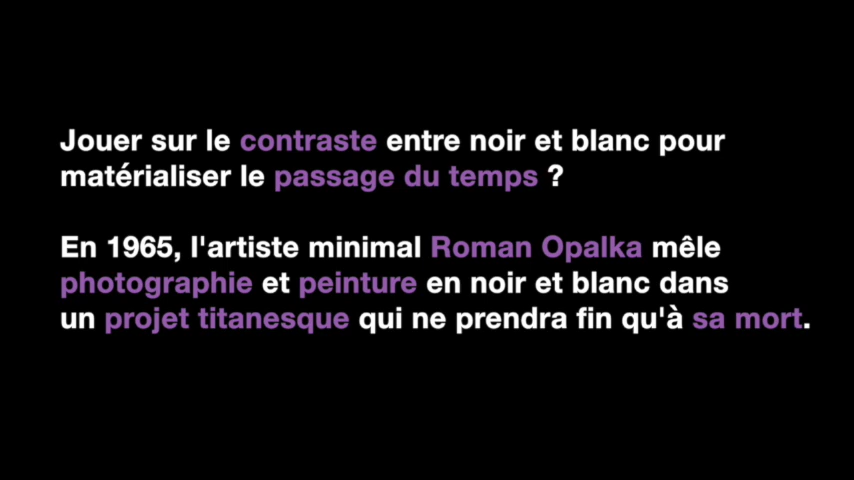 Jouer sur le contraste entre noir et blanc pour
matérialiser le passage du temps ?
En 1965, l'artiste minimal Roman Opalka mêle
photographie et peinture en noir et blanc dans
un projet titanesque qui ne prendra fin qu'à sa mort.